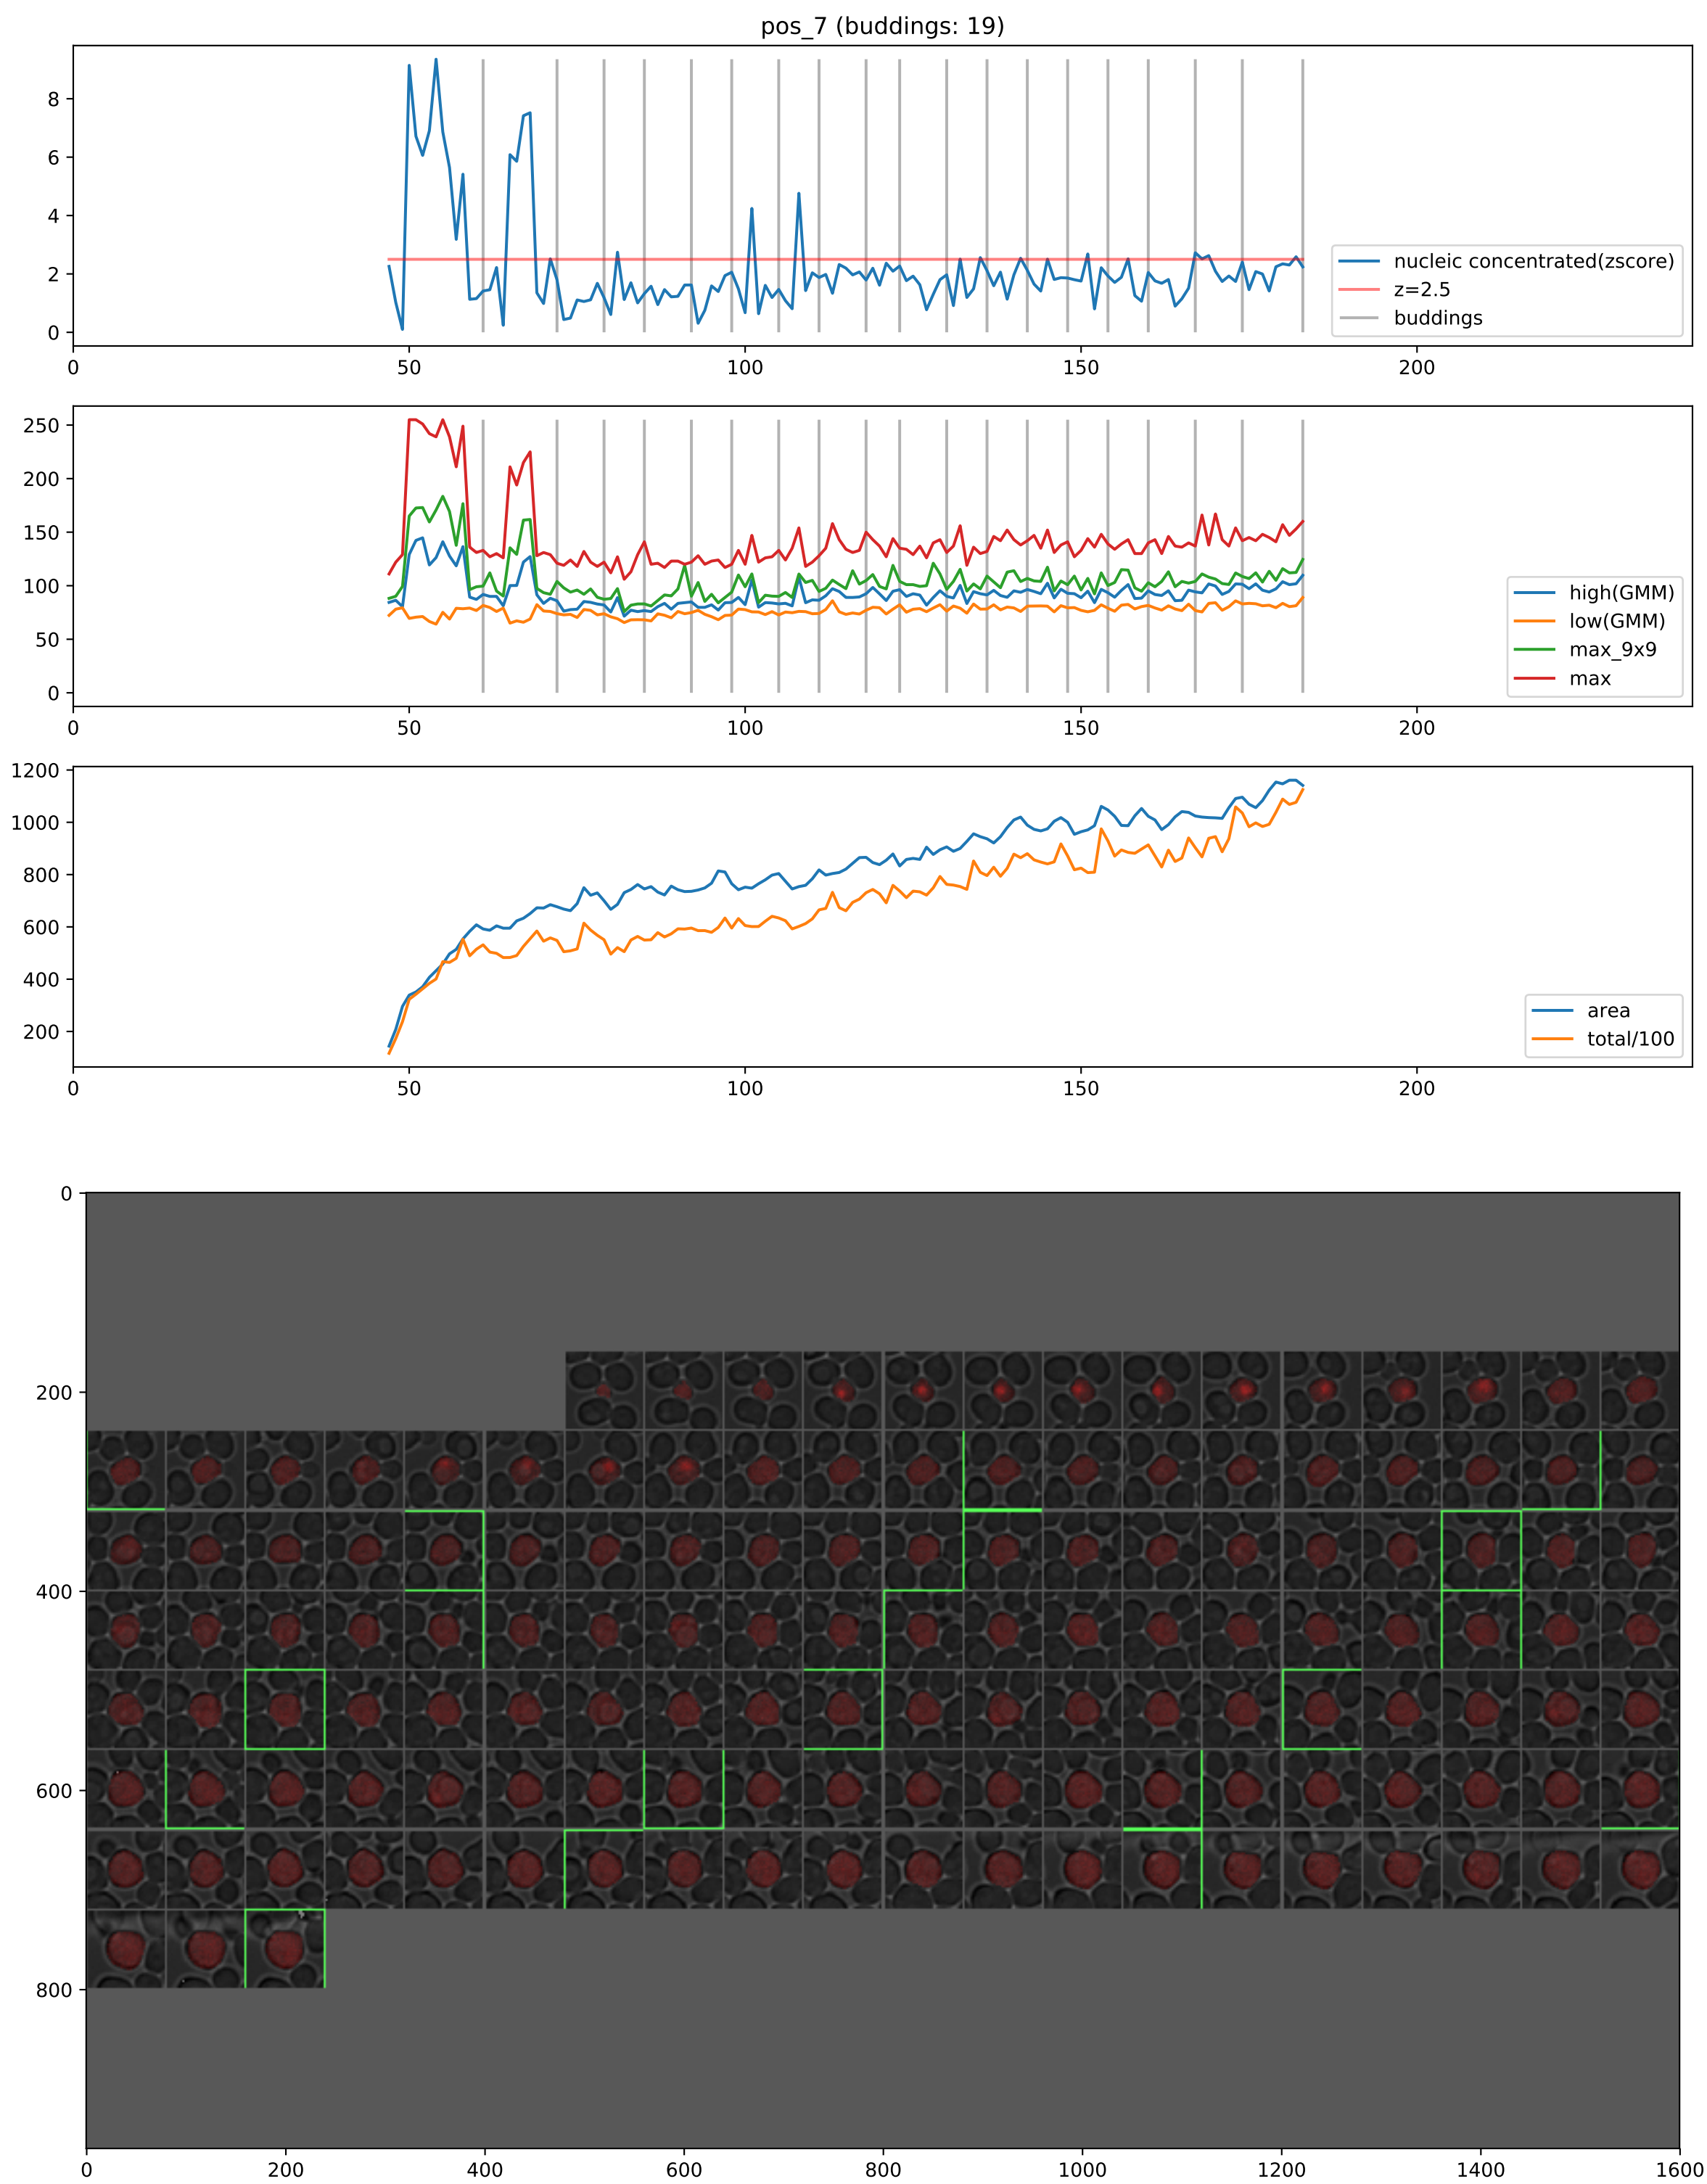 pos_7 (buddings: 19)
8
6
4
2
0
nucleic concentrated(zscore)
z=2.5
buddings
0 50 100 150 200
250
200
150
100
50
0
high(GMM)
low(GMM)
max_9x9
max
0 50 100 150 200
1200
1000
800
600
400
200
area
total/100
0 50 100 150 200
0
200
400
600
800
0 200 400 600 800 1000 1200 1400 1600